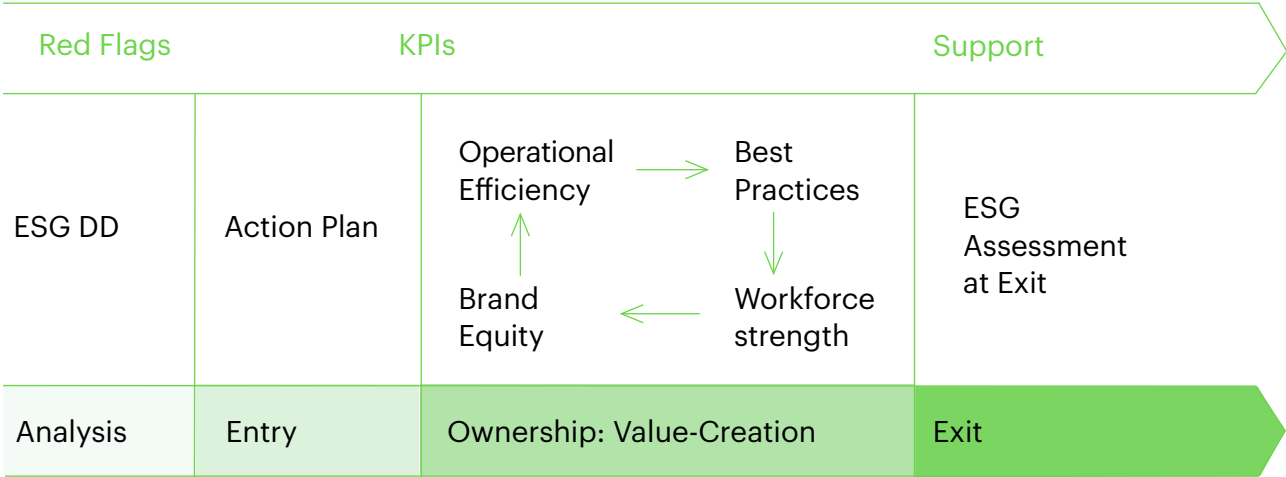 Red Flags
KPIs
Support
ESG DD
Action Plan
Operational
Efficiency
Best
Practices
Brand
Equity
Workforce
strength
ESG
Assessment
at Exit
Analysis
Entry
Ownership: Value-Creation
Exit